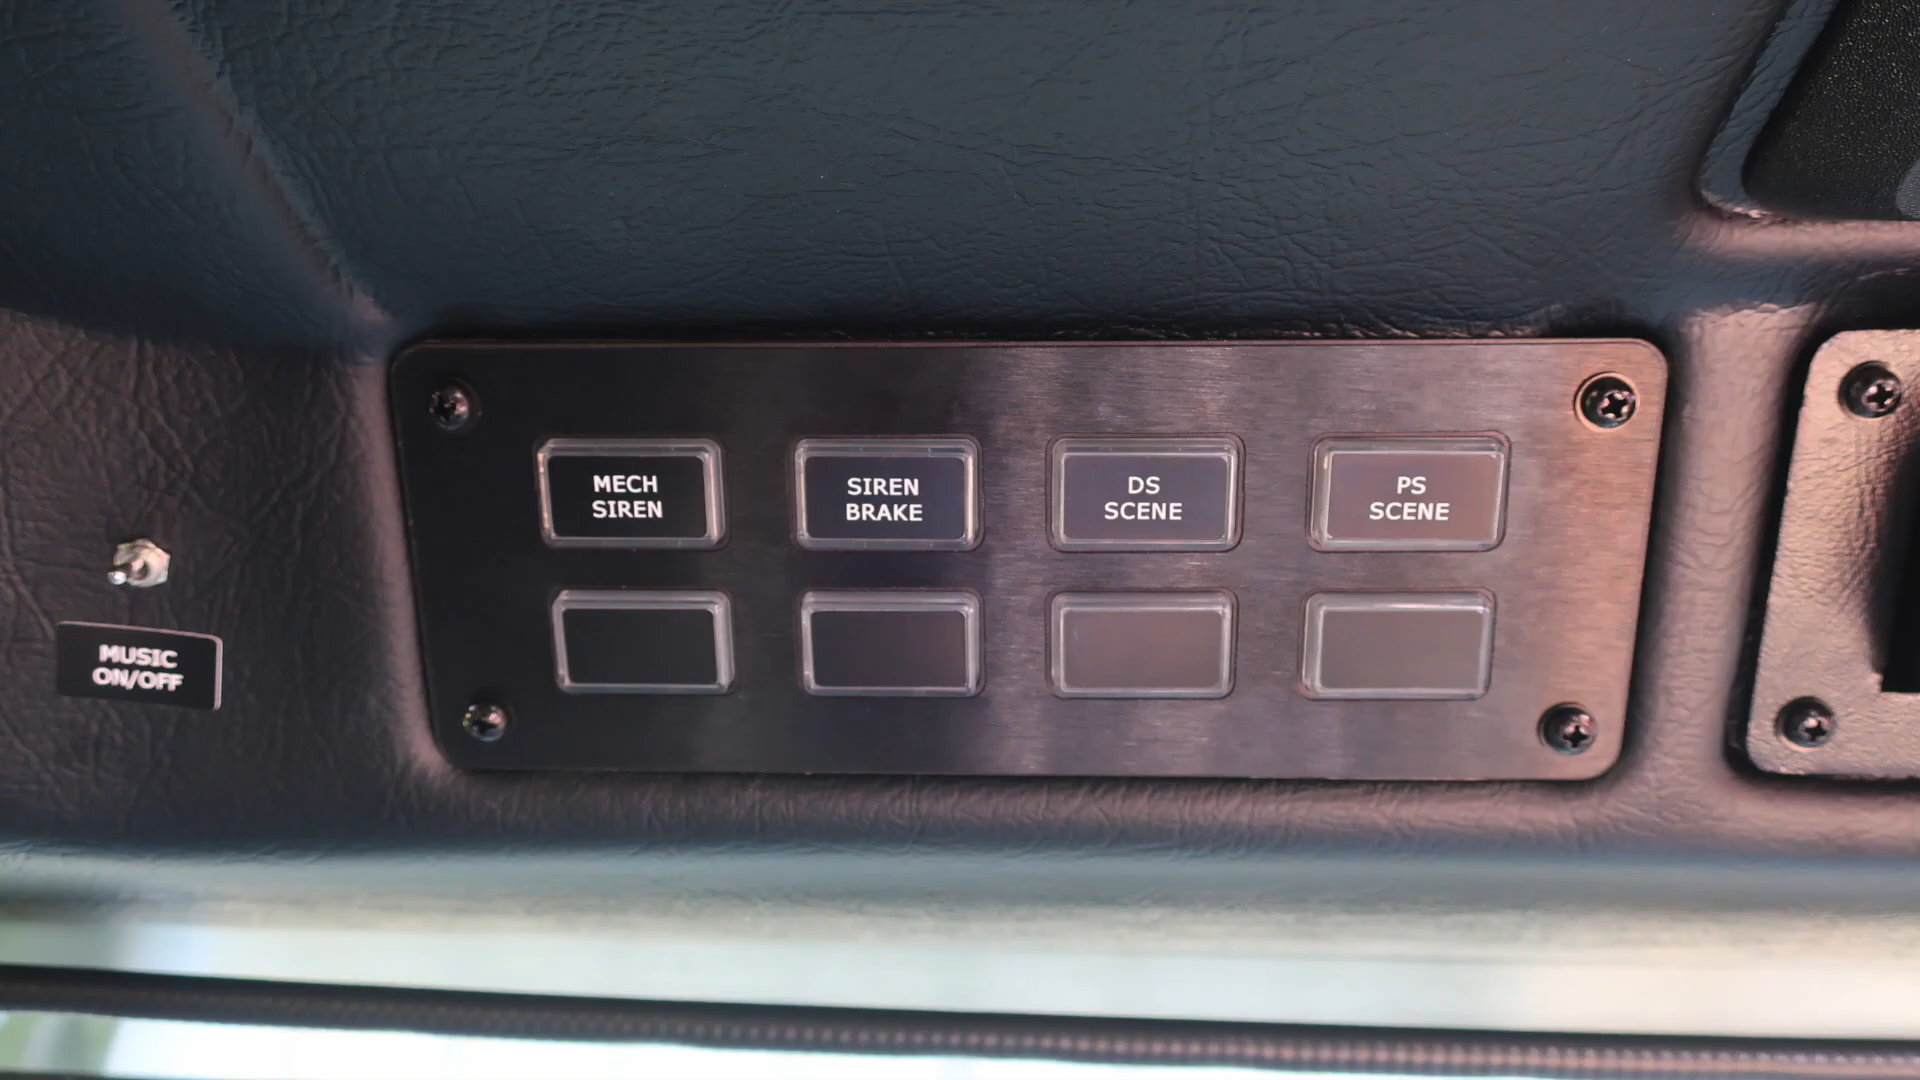 MECH
SIREN
SIREN
BRAKE
DS
SCENE
PS
SCENE
MUSIC
ON/OFF